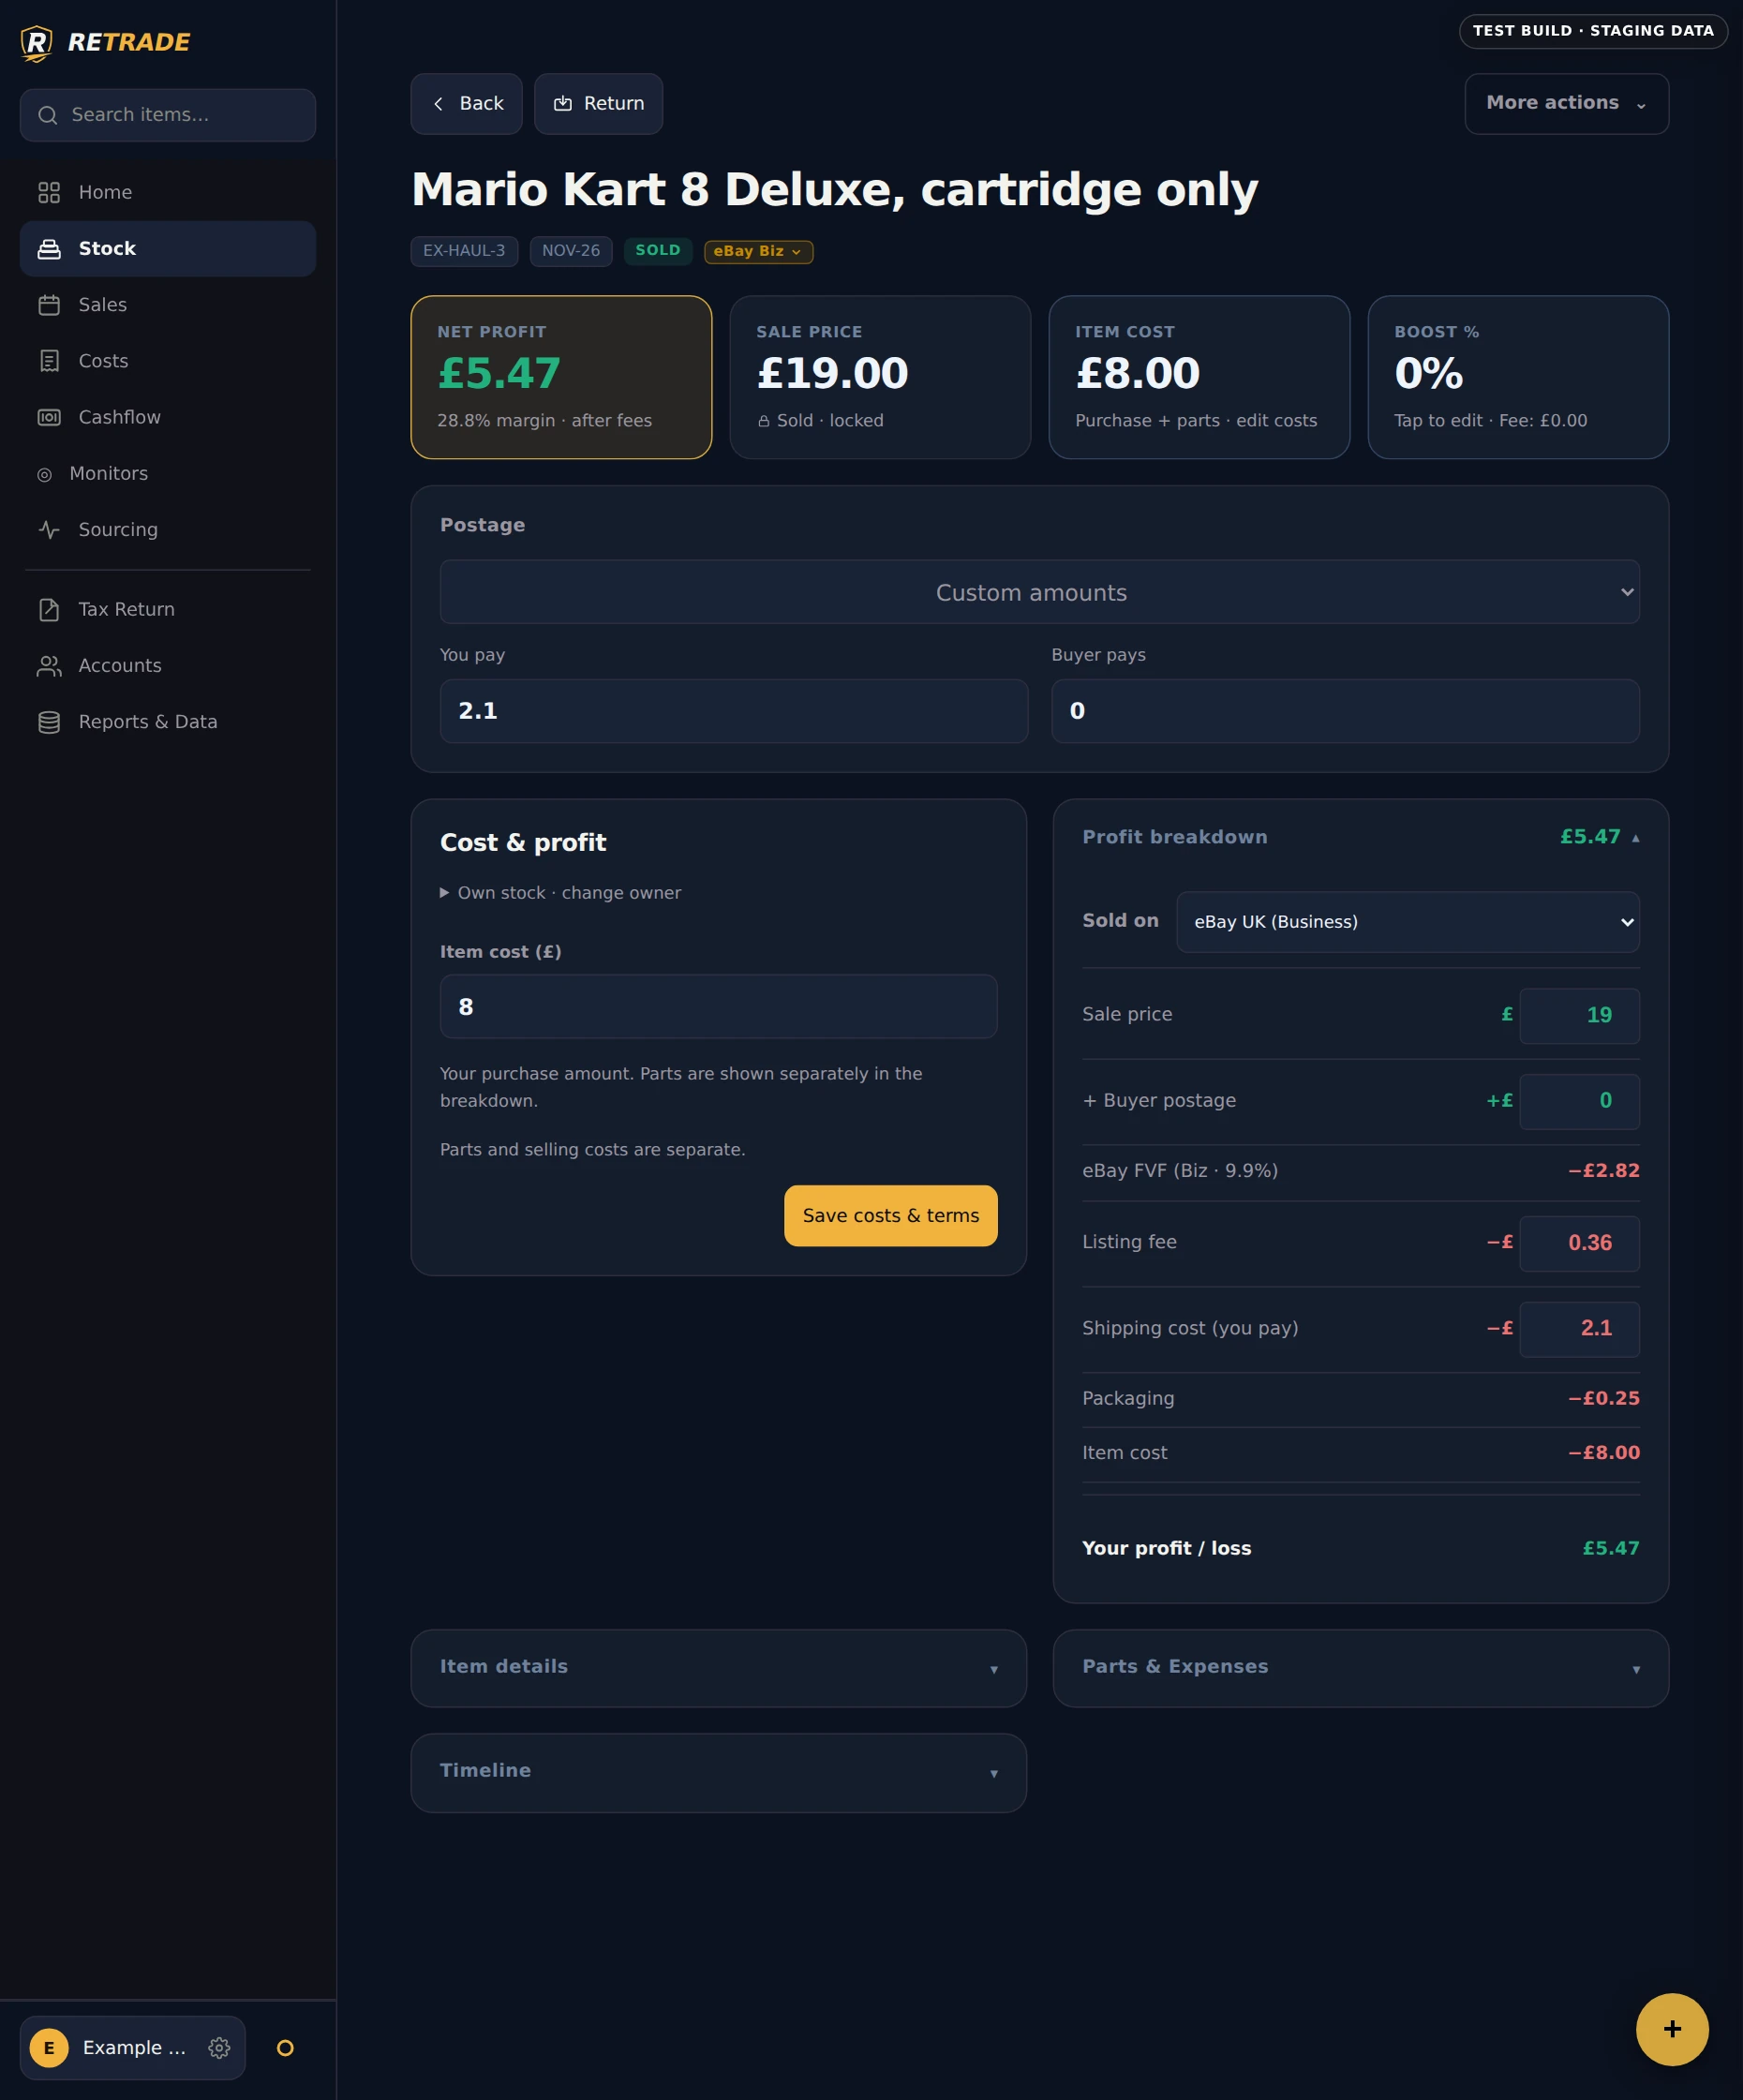 RETRADE
TEST BUILD · STAGING DATA
Search items...
Home
Stock
Sales
Costs
Cashflow
Monitors
Sourcing
Tax Return
Accounts
Reports & Data
Back
Return
More actions
Mario Kart 8 Deluxe, cartridge only
EX-HAUL-3 NOV-26 SOLD eBay Biz
NET PROFIT
£5.47
28.8% margin · after fees
SALE PRICE
£19.00
Sold · locked
ITEM COST
£8.00
Purchase + parts · edit costs
BOOST %
0%
Tap to edit · Fee: £0.00
Postage
Custom amounts
You pay
2.1
Buyer pays
0
Cost & profit
Own stock · change owner
Item cost (£)
8
Your purchase amount. Parts are shown separately in the
breakdown.
Parts and selling costs are separate.
Save costs & terms
Profit breakdown £5.47
Sold on eBay UK (Business)
Sale price £ 19
+ Buyer postage +£ 0
eBay FVF (Biz · 9.9%) −£2.82
Listing fee −£ 0.36
Shipping cost (you pay) −£ 2.1
Packaging −£0.25
Item cost −£8.00
Your profit / loss £5.47
Item details
Parts & Expenses
Timeline
E Example ...
+